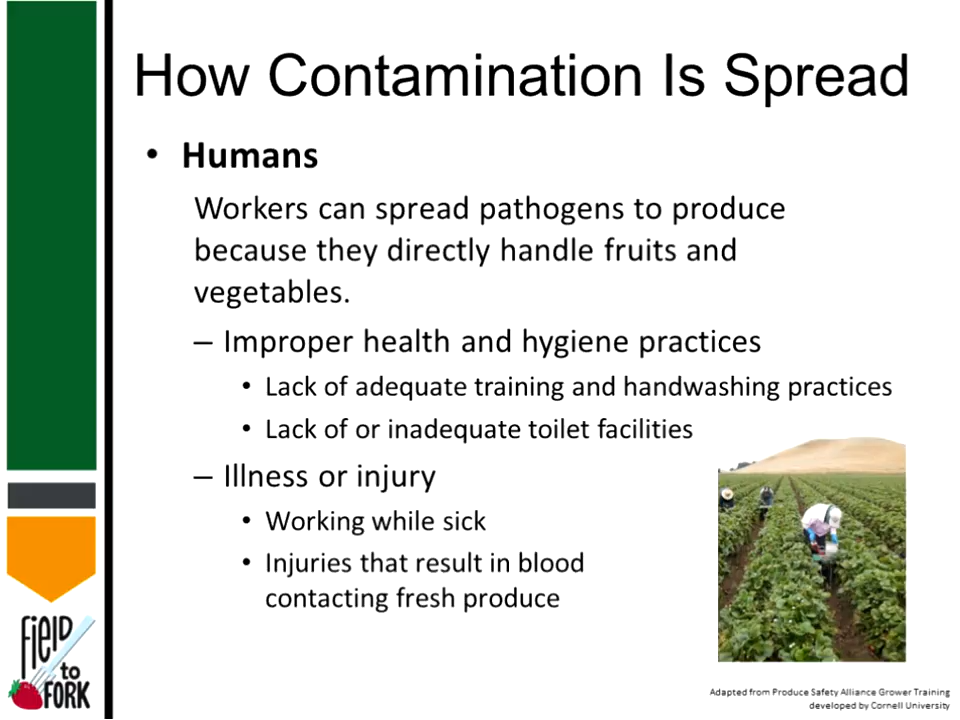 How Contamination Is Spread
• Humans
Workers can spread pathogens to produce
because they directly handle fruits and
vegetables.
– Improper health and hygiene practices
• Lack of adequate training and handwashing practices
• Lack of or inadequate toilet facilities
– Illness or injury
• Working while sick
• Injuries that result in blood
contacting fresh produce
Field
to
FORK
Adapted from Produce Safety Alliance Grower Training
developed by Cornell University